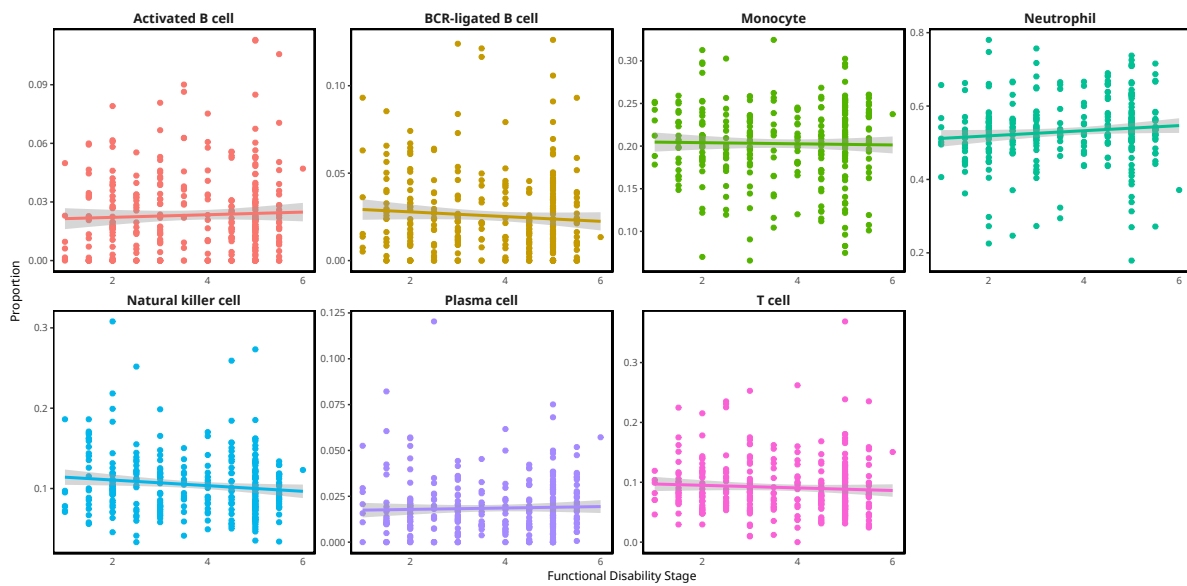 Activated B cell
BCR-ligated B cell
Monocyte
Neutrophil
0.09
0.06
0.03
0.00
2 4 6
0.10
0.05
0.00
2 4 6
0.30
0.25
0.20
0.15
0.10
2 4 6
0.8
0.6
0.4
0.2
2 4 6
Proportion
Natural killer cell
Plasma cell
T cell
0.3
0.2
0.1
2 4 6
0.125
0.100
0.075
0.050
0.025
0.000
2 4 6
0.3
0.2
0.1
0.0
2 4 6
Functional Disability Stage